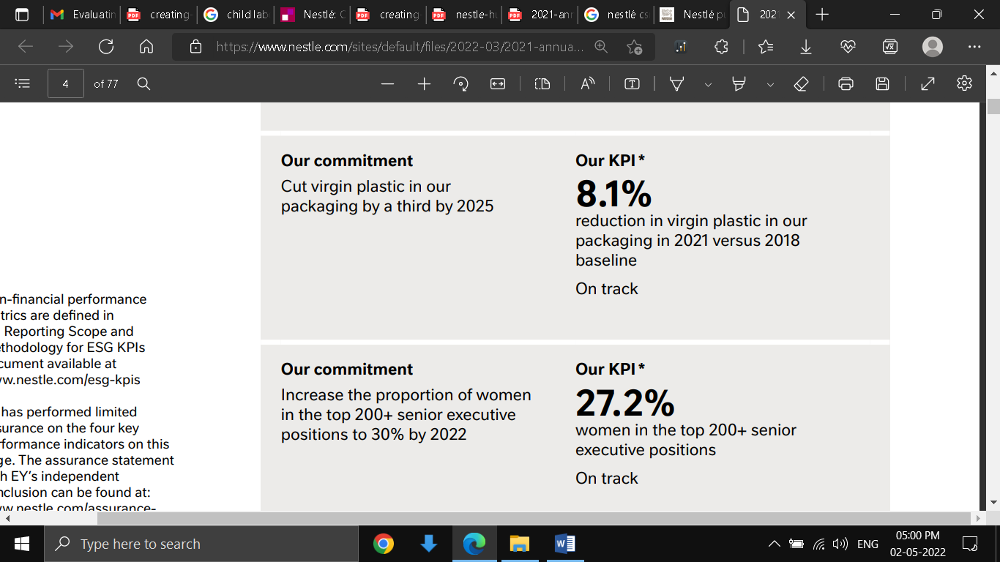 Evaluatin
creating-
child lab
Nestlé: C
creating-
nestle-hu
2021-ann
nestlé cs
Nestlé pu
2021
https://www.nestle.com/sites/default/files/2022-03/2021-annua...
4 of 77
Our commitment
Cut virgin plastic in our
packaging by a third by 2025
Our KPI*
8.1%
reduction in virgin plastic in our
packaging in 2021 versus 2018
baseline
On track
n-financial performance
trics are defined in
Reporting Scope and
thodology for ESG KPIs
cument available at
w.nestle.com/esg-kpis
has performed limited
surance on the four key
rformance indicators on this
ge. The assurance statement
h EY’s independent
nclusion can be found at:
w.nestle.com/assurance-
Our commitment
Increase the proportion of women
in the top 200+ senior executive
positions to 30% by 2022
Our KPI*
27.2%
women in the top 200+ senior
executive positions
On track
Type here to search
ENG
05:00 PM
02-05-2022